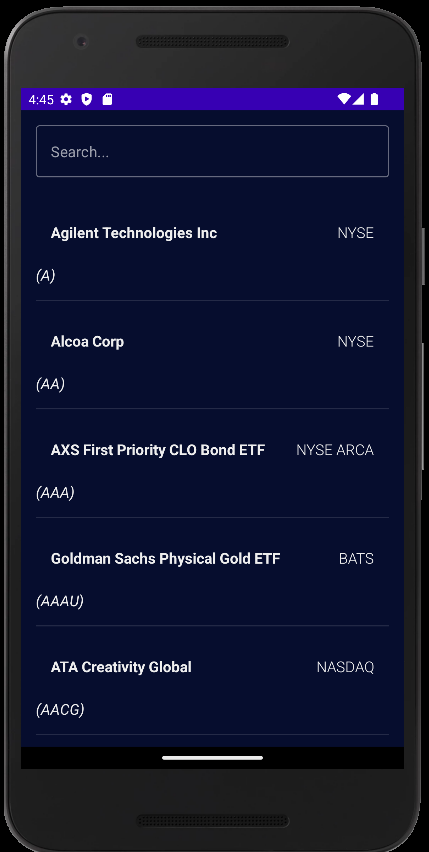 4:45
Search...
Agilent Technologies Inc NYSE
(A)
Alcoa Corp NYSE
(AA)
AXS First Priority CLO Bond ETF NYSE ARCA
(AAA)
Goldman Sachs Physical Gold ETF BATS
(AAAU)
ATA Creativity Global NASDAQ
(AACG)